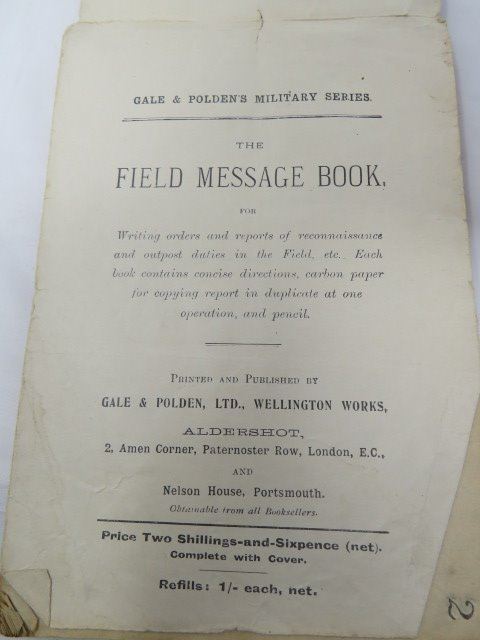 GALE & POLDEN'S MILITARY SERIES.
THE
FIELD MESSAGE BOOK,
FOR
Writing orders and reports of reconnaissance
and outpost duties in the Field, etc. Each
book contains concise directions, carbon paper
for copying report in duplicate at one
operation, and pencil.
PRINTED AND PUBLISHED BY
GALE & POLDEN, LTD., WELLINGTON WORKS,
ALDERSHOT,
2, Amen Corner, Paternoster Row, London, E.C.,
AND
Nelson House, Portsmouth.
Obtainable from all Booksellers.
Price Two Shillings-and-Sixpence (net).
Complete with Cover.
Refills: 1/- each, net.
2